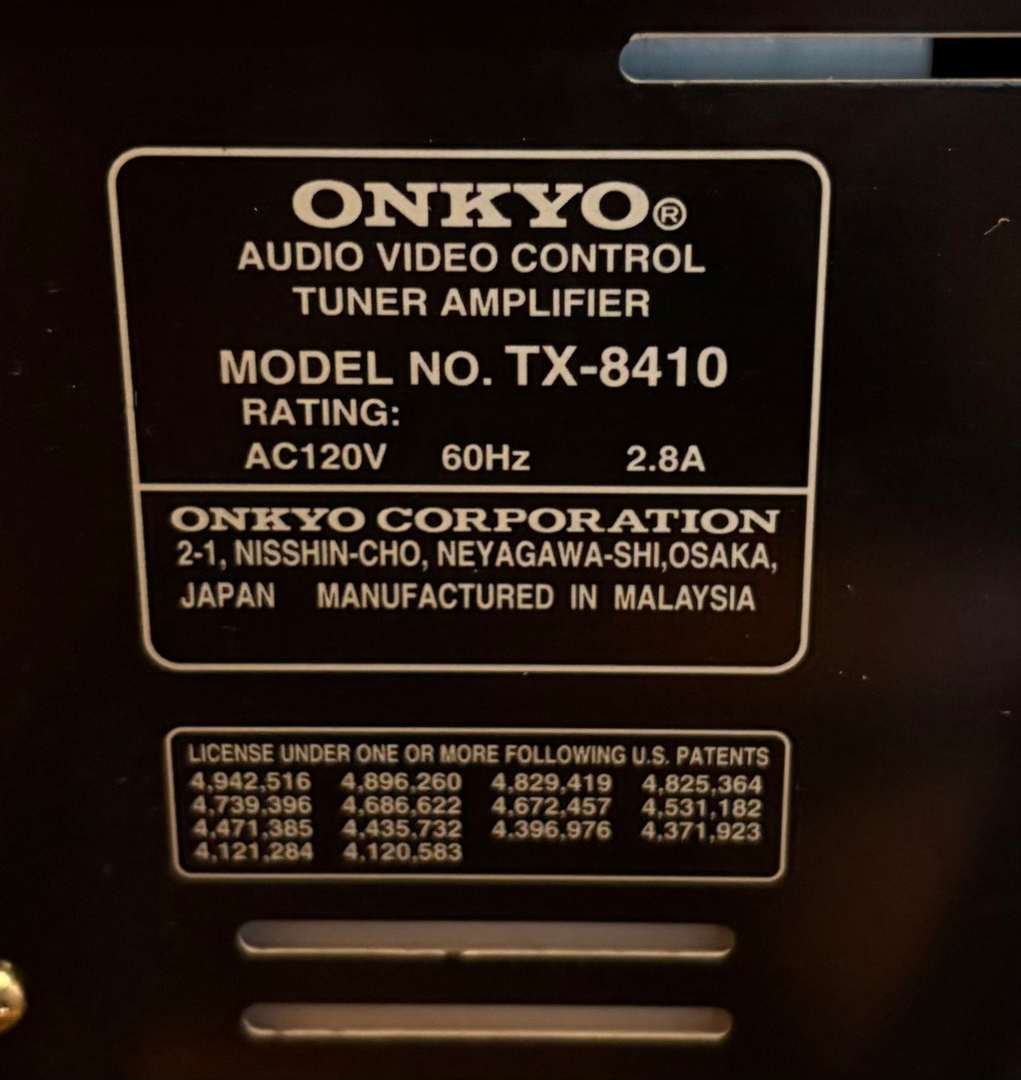 ONKYO®
AUDIO VIDEO CONTROL
TUNER AMPLIFIER
MODEL NO. TX-8410
RATING:
AC120V 60Hz 2.8A
ONKYO CORPORATION
2-1, NISSHIN-CHO, NEYAGAWA-SHI,OSAKA,
JAPAN MANUFACTURED IN MALAYSIA
LICENSE UNDER ONE OR MORE FOLLOWING U.S. PATENTS
4,942,516 4,896,260 4,829,419 4,825,364
4,739,396 4,686,622 4,672,457 4,531,182
4,471,385 4,435,732 4.396,976 4,371,923
4,121,284 4,120,583